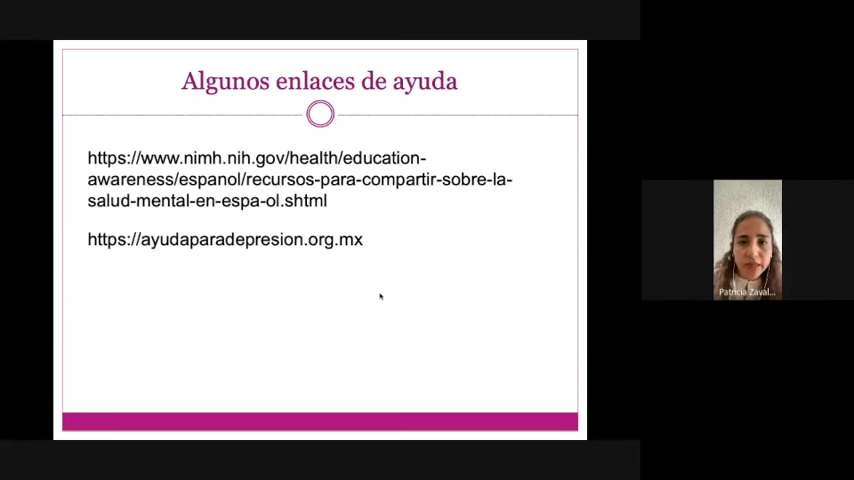 Algunos enlaces de ayuda
https://www.nimh.nih.gov/health/education-
awareness/espanol/recursos-para-compartir-sobre-la-
salud-mental-en-espa-ol.shtml
https://ayudaparadepresion.org.mx
Patricia Zaval...